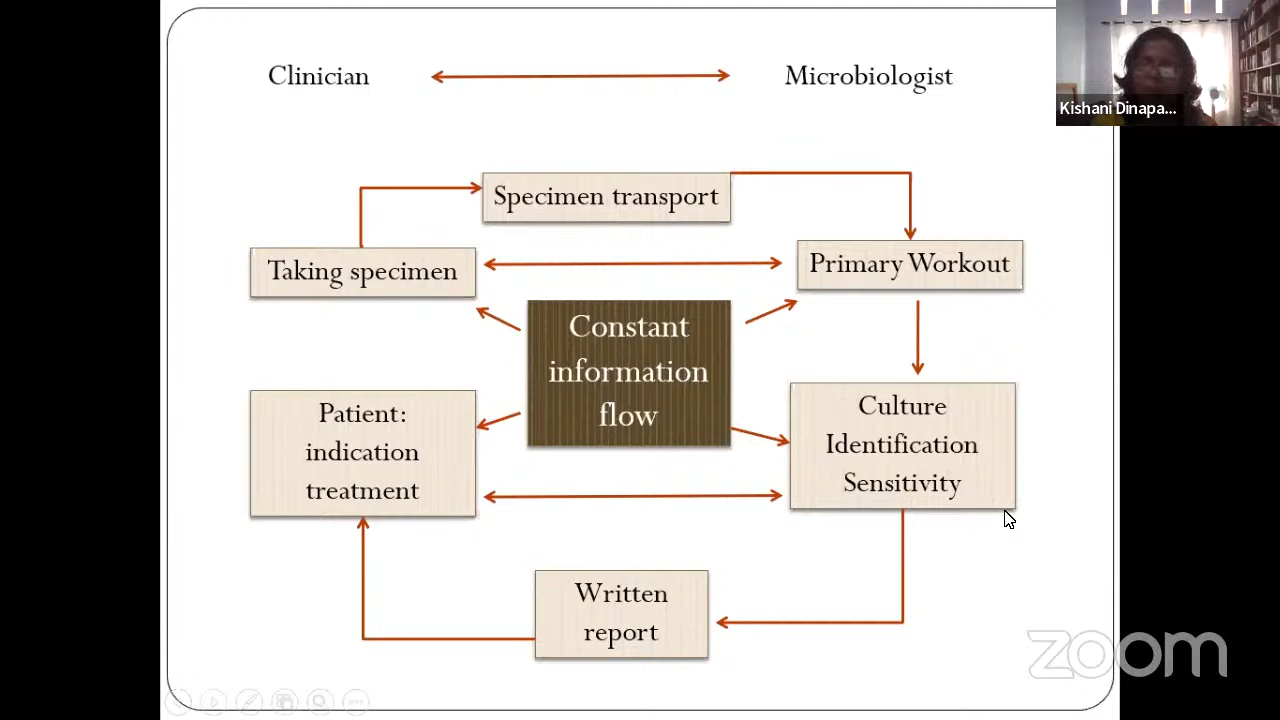 Clinician
Microbiologist
Kishani Dinapa...
Specimen transport
Taking specimen
Primary Workout
Constant
information
flow
Patient:
indication
treatment
Culture
Identification
Sensitivity
Written
report
zoom